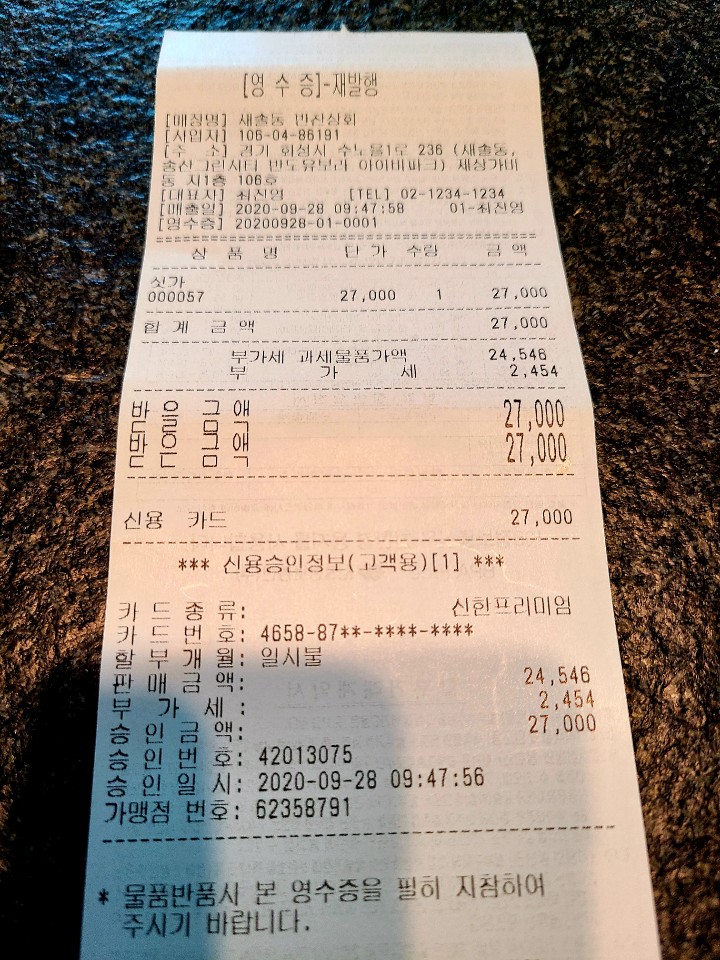 [영 수 증]-재발행
[매장명] 새솔동 반찬상회
[사업자] 106-04-86191
[주 소] 경기 화성시 수노을1로 236 (새솔동,
송산그린시티 반도유보라 아이비파크) 새상가비
동 지1층 106호
[대표자] 최진영 [TEL] 02-1234-1234
[매출일] 2020-09-28 09:47:58 01-최진영
[영수증] 20200928-01-0001
상 품 명 단 가 수량 금 액
싯가
000057 27,000 1 27,000
합 계 금 액 27,000
부가세 과세물품가액 24,546
부 가 세 2,454
받 을 금 액 27,000
받 은 금 액 27,000
신용 카드 27,000
*** 신용승인정보(고객용)[1] ***
카 드 종 류: 신한프리미엄
카 드 번 호: 4658-87**-****-****
할 부 개 월: 일시불
판 매 금 액: 24,546
부 가 세 : 2,454
승 인 금 액: 27,000
승 인 번 호: 42013075
승 인 일 시: 2020-09-28 09:47:56
가맹점 번호: 62358791
* 물품반품시 본 영수증을 필히 지참하여
주시기 바랍니다.